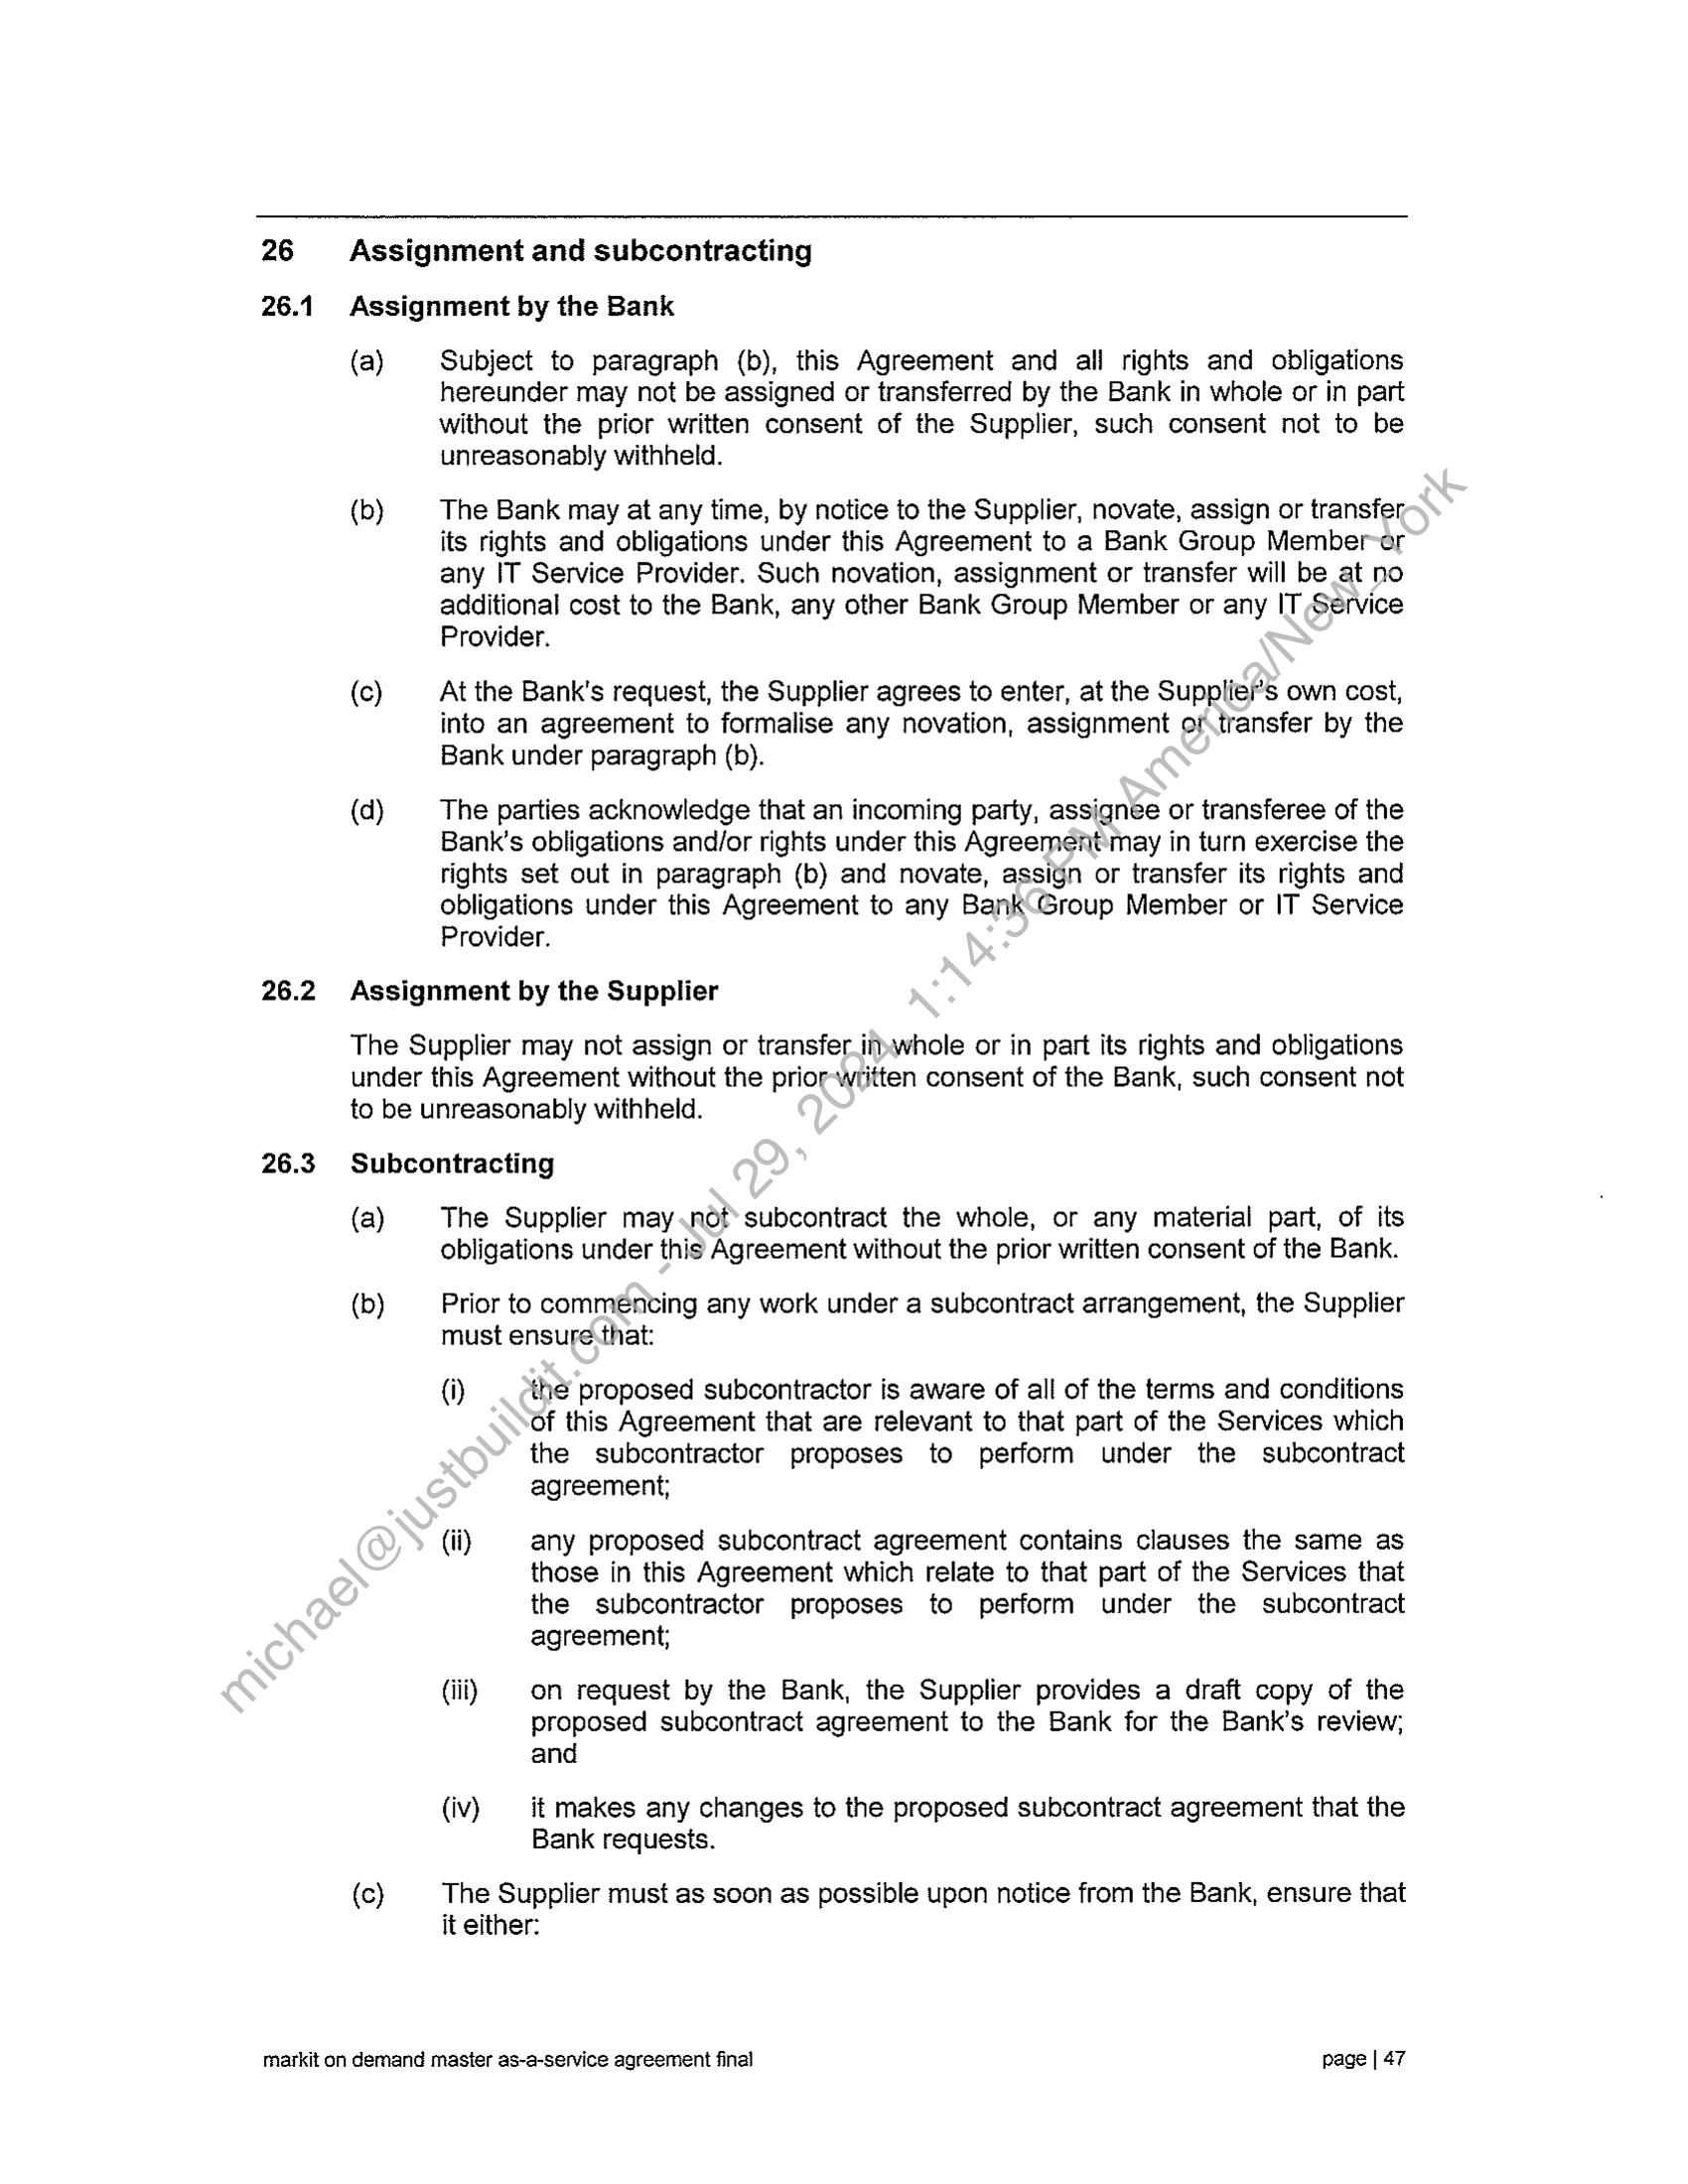 26 Assignment and subcontracting
26.1 Assignment by the Bank
(a) Subject to paragraph (b), this Agreement and all rights and obligations
hereunder may not be assigned or transferred by the Bank in whole or in part
without the prior written consent of the Supplier, such consent not to be
unreasonably withheld.
(b) The Bank may at any time, by notice to the Supplier, novate, assign or transfer
its rights and obligations under this Agreement to a Bank Group Member or
any IT Service Provider. Such novation, assignment or transfer will be at no
additional cost to the Bank, any other Bank Group Member or any IT Service
Provider.
(c) At the Bank's request, the Supplier agrees to enter, at the Supplier's own cost,
into an agreement to formalise any novation, assignment or transfer by the
Bank under paragraph (b).
(d) The parties acknowledge that an incoming party, assignee or transferee of the
Bank's obligations and/or rights under this Agreement may in turn exercise the
rights set out in paragraph (b) and novate, assign or transfer its rights and
obligations under this Agreement to any Bank Group Member or IT Service
Provider.
26.2 Assignment by the Supplier
The Supplier may not assign or transfer in whole or in part its rights and obligations
under this Agreement without the prior written consent of the Bank, such consent not
to be unreasonably withheld.
26.3 Subcontracting
(a) The Supplier may not subcontract the whole, or any material part, of its
obligations under this Agreement without the prior written consent of the Bank.
(b) Prior to commencing any work under a subcontract arrangement, the Supplier
must ensure that:
(i) the proposed subcontractor is aware of all of the terms and conditions
of this Agreement that are relevant to that part of the Services which
the subcontractor proposes to perform under the subcontract
agreement;
(ii) any proposed subcontract agreement contains clauses the same as
those in this Agreement which relate to that part of the Services that
the subcontractor proposes to perform under the subcontract
agreement;
(iii) on request by the Bank, the Supplier provides a draft copy of the
proposed subcontract agreement to the Bank for the Bank's review;
and
(iv) it makes any changes to the proposed subcontract agreement that the
Bank requests.
(c) The Supplier must as soon as possible upon notice from the Bank, ensure that
it either:
markit on demand master as-a-service agreement final page | 47
michael@justbuildit.com - Jul 29, 2024, 1:14:36 PM America/New_York